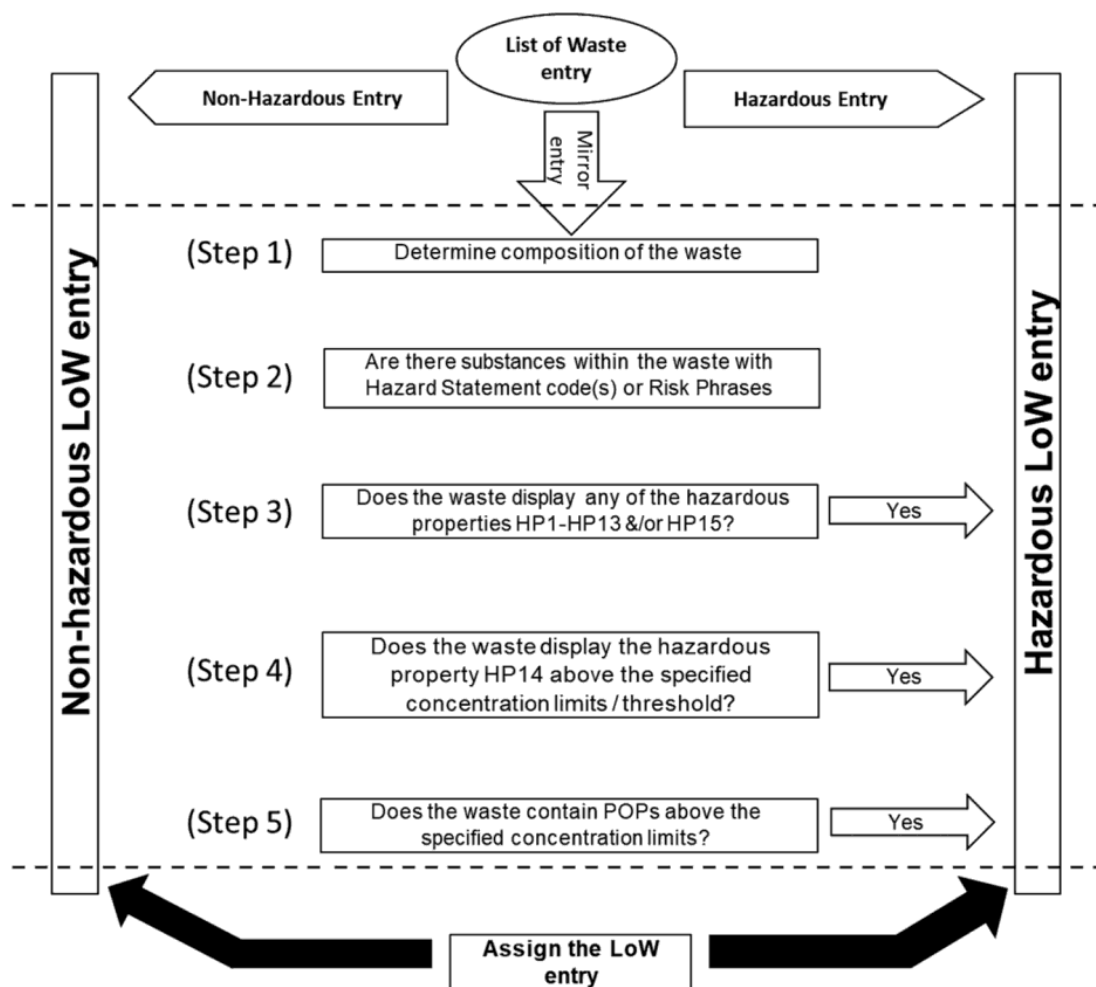 List of Waste
entry
Non-Hazardous Entry
Hazardous Entry
Mirror
entry
Non-hazardous LoW entry
Hazardous LoW entry
(Step 1)
Determine composition of the waste
(Step 2)
Are there substances within the waste with
Hazard Statement code(s) or Risk Phrases
(Step 3)
Does the waste display any of the hazardous
properties HP1-HP13 &/or HP15?
Yes
(Step 4)
Does the waste display the hazardous
property HP14 above the specified
concentration limits / threshold?
Yes
(Step 5)
Does the waste contain POPs above the
specified concentration limits?
Yes
Assign the LoW
entry